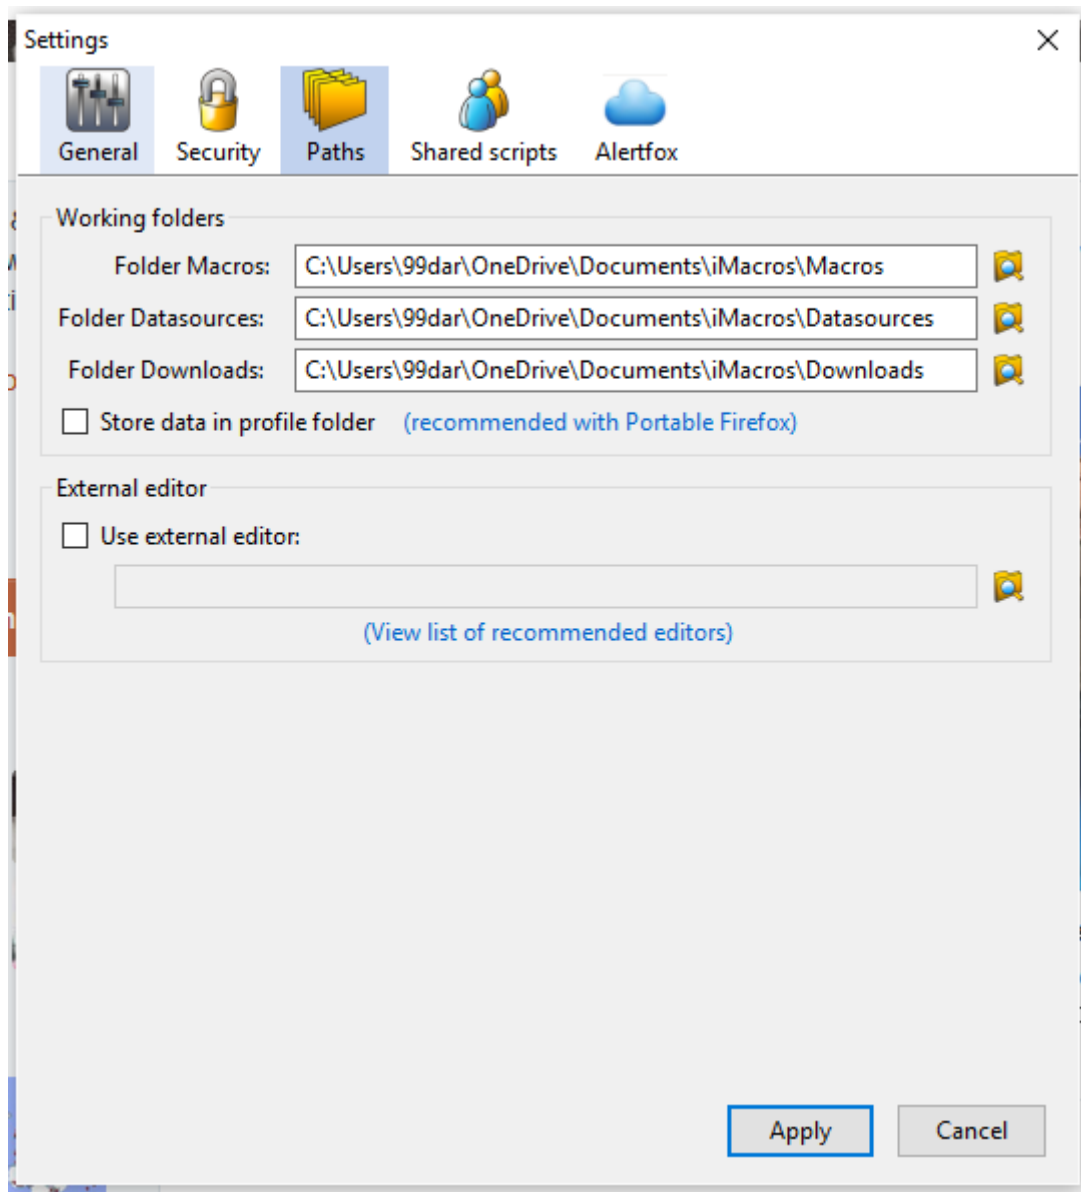 Settings
General Security Paths Shared scripts Alertfox
Working folders
Folder Macros: C:\Users\99dar\OneDrive\Documents\iMacros\Macros
Folder Datasources: C:\Users\99dar\OneDrive\Documents\iMacros\Datasources
Folder Downloads: C:\Users\99dar\OneDrive\Documents\iMacros\Downloads
Store data in profile folder (recommended with Portable Firefox)
External editor
Use external editor:
(View list of recommended editors)
Apply Cancel